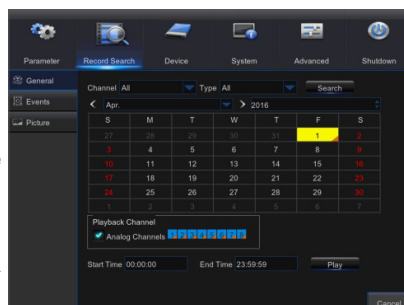 Parameter Record Search Device System Advanced Shutdown
General
Events
Picture
Channel All Type All Search
Apr. 2016
S M T W T F S
27 28 29 30 31 1 2
3 4 5 6 7 8 9
10 11 12 13 14 15 16
17 18 19 20 21 22 23
24 25 26 27 28 29 30
1 2 3 4 5 6 7
Playback Channel
Analog Channels 1 2 3 4 5 6 7 8
Start Time 00:00:00 End Time 23:59:59 Play
Cancel